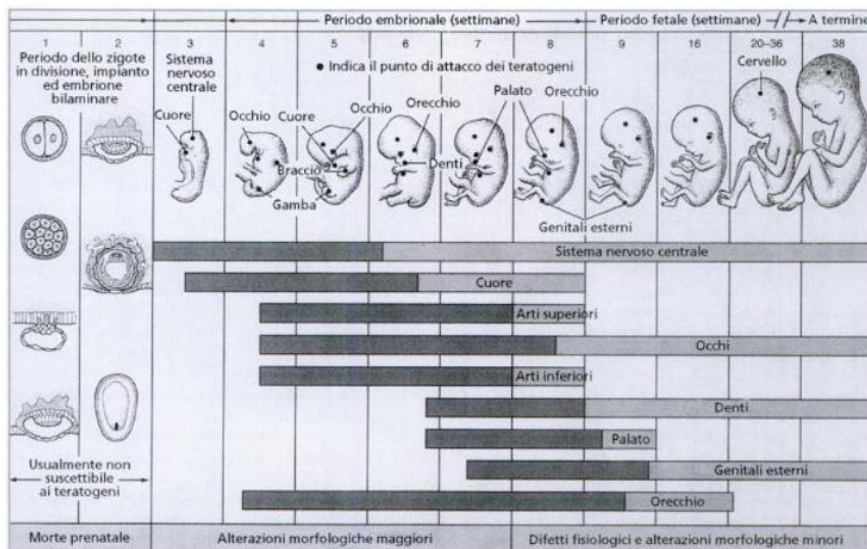 Periodo embrionale (settimane)
Periodo fetale (settimane)
A termine
1
2
3
4
5
6
7
8
9
16
20–36
38
Periodo dello zigote
in divisione, impianto
ed embrione
bilaminare
Sistema
nervoso
centrale
• Indica il punto di attacco dei teratogeni
Cuore
Occhio
Cuore
Occhio
Orecchio
Palato
Orecchio
Cervello
Braccio
Denti
Gamba
Genitali esterni
Sistema nervoso centrale
Cuore
Arti superiori
Occhi
Arti inferiori
Denti
Palato
Genitali esterni
Orecchio
Usualmente non
suscettibile
ai teratogeni
Morte prenatale
Alterazioni morfologiche maggiori
Difetti fisiologici e alterazioni morfologiche minori